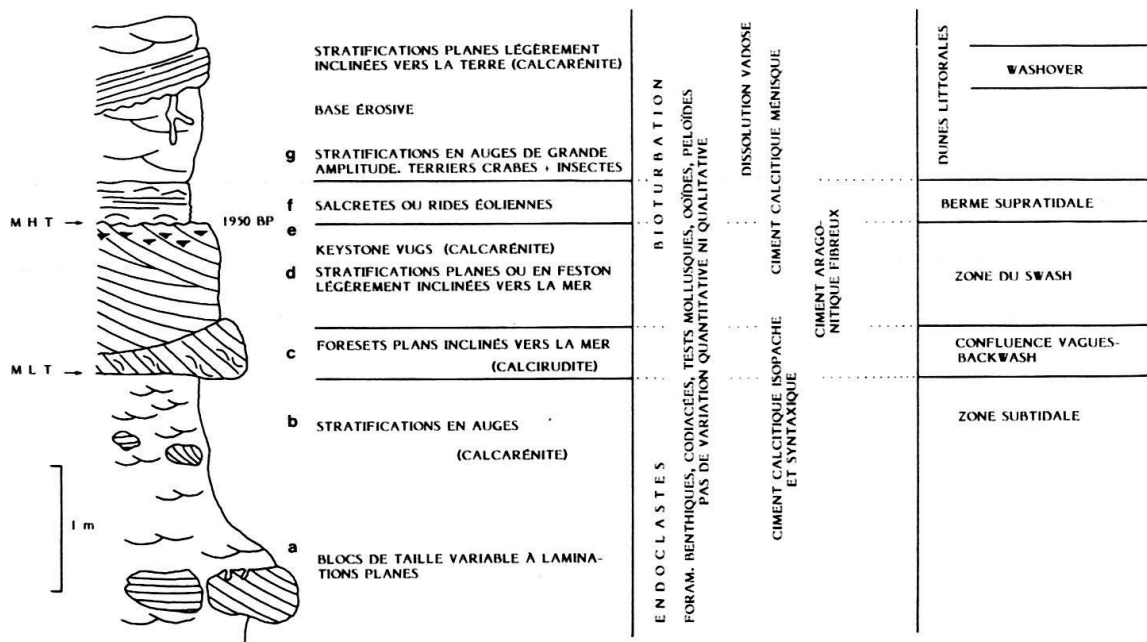 STRATIFICATIONS PLANES LÉGÈREMENT
INCLINÉES VERS LA TERRE (CALCARÉNITE)
BASE ÉROSIVE
g STRATIFICATIONS EN AUGES DE GRANDE
AMPLITUDE. TERRIERS CRABES + INSECTES
MHT
1950 BP
f SALCRETES OU RIDES ÉOLIENNES
e
KEYSTONE VUGS (CALCARÉNITE)
d STRATIFICATIONS PLANES OU EN FESTON
LÉGÈREMENT INCLINÉES VERS LA MER
c FORESETS PLANS INCLINÉS VERS LA MER
(CALCIRUDITE)
MLT
b STRATIFICATIONS EN AUGES
(CALCARÉNITE)
1 m
a BLOCS DE TAILLE VARIABLE À LAMINA-
TIONS PLANES
ENDOCLASTES
BIOTURBATION
FORAM. BENTHIQUES, CODIACÉES, TESTS MOLLUSQUES, OOÏDES, PELOÏDES
PAS DE VARIATION QUANTITATIVE NI QUALITATIVE
DISSOLUTION VADOSE
CIMENT CALCITIQUE MÉNISQUE
CIMENT CALCITIQUE ISOPACHE
ET SYNTAXIQUE
CIMENT ARAGO-
NITIQUE FIBREUX
DUNES LITTORALES
WASHOVER
BERME SUPRATIDALE
ZONE DU SWASH
CONFLUENCE VAGUES-
BACKWASH
ZONE SUBTIDALE